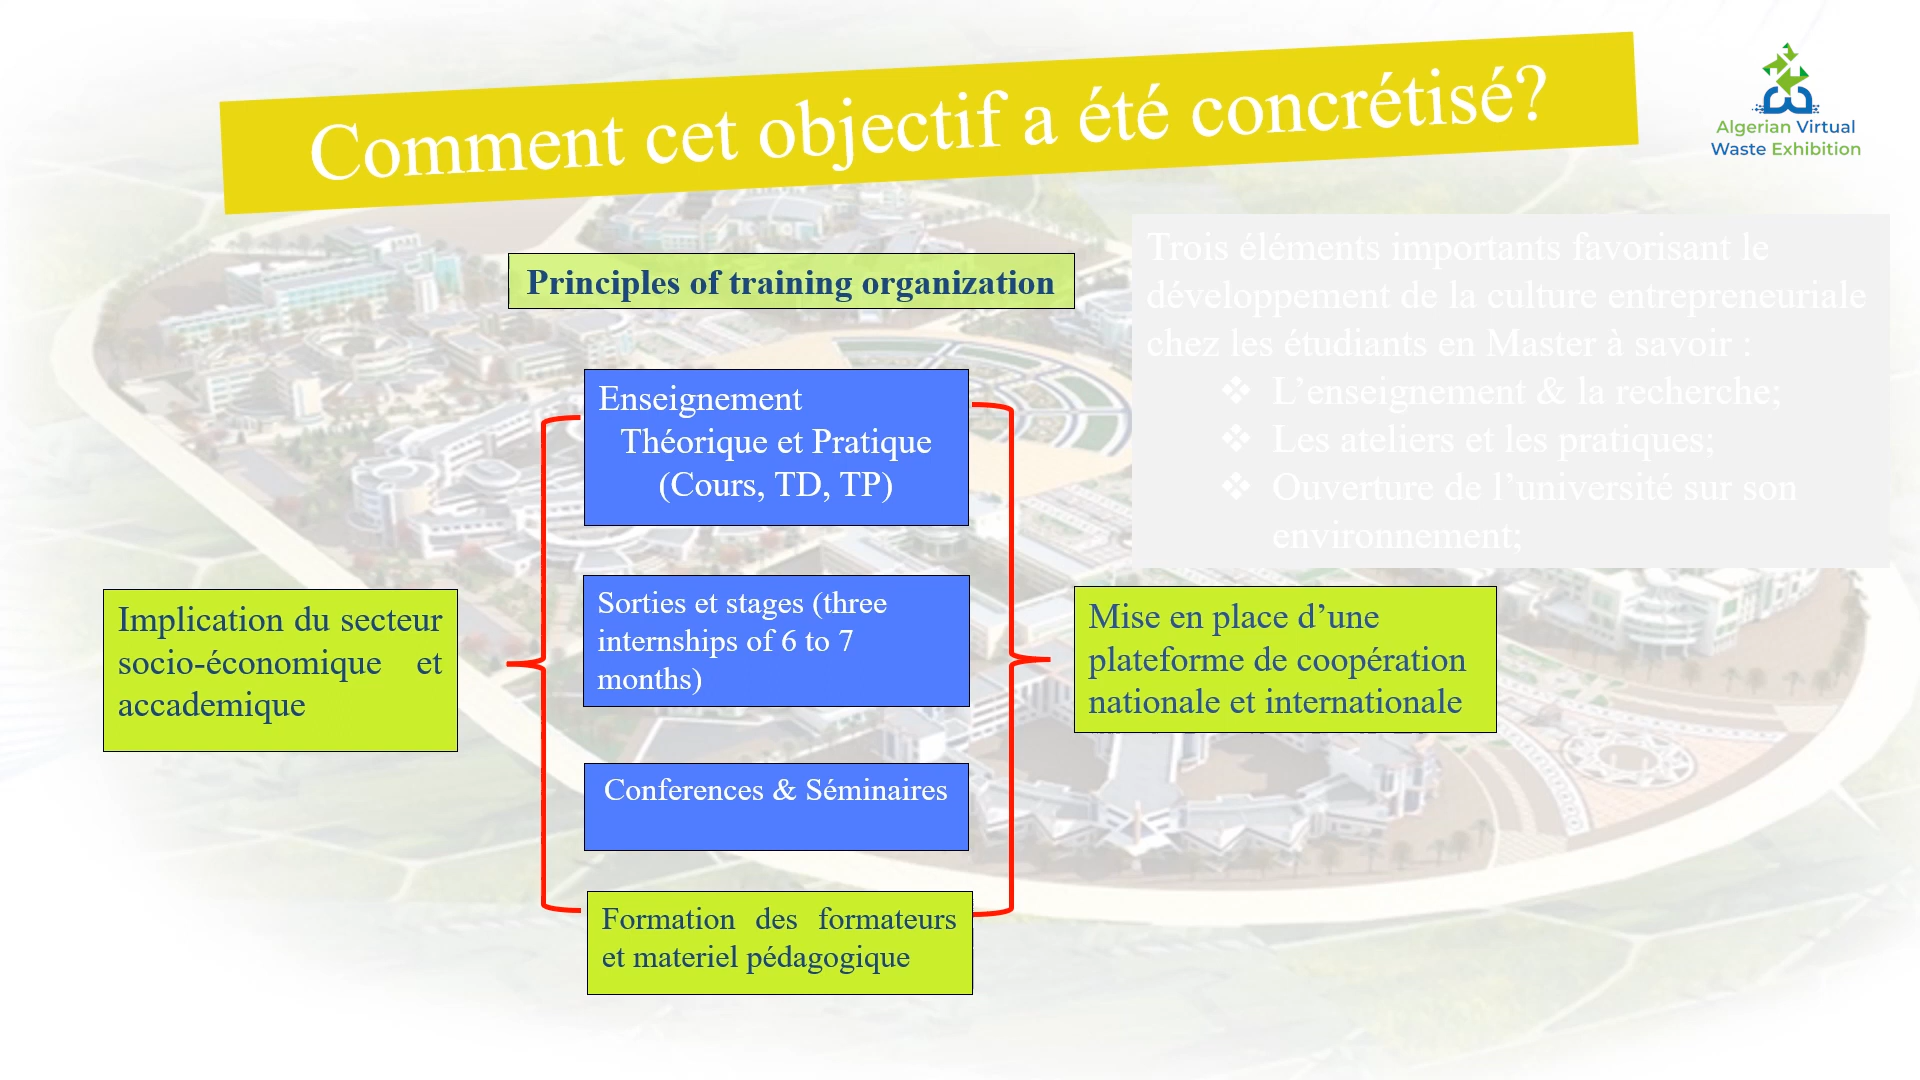 Comment cet objectif a été concrétisé?
Algerian Virtual
Waste Exhibition
Principles of training organization
Trois éléments importants favorisant le
développement de la culture entrepreneuriale
chez les étudiants en Master à savoir :
❖ L’enseignement & la recherche;
❖ Les ateliers et les pratiques;
❖ Ouverture de l’université sur son
environnement;
Enseignement
Théorique et Pratique
(Cours, TD, TP)
Sorties et stages (three
internships of 6 to 7
months)
Conferences & Séminaires
Formation des formateurs
et materiel pédagogique
Implication du secteur
socio-économique et
accademique
Mise en place d’une
plateforme de coopération
nationale et internationale